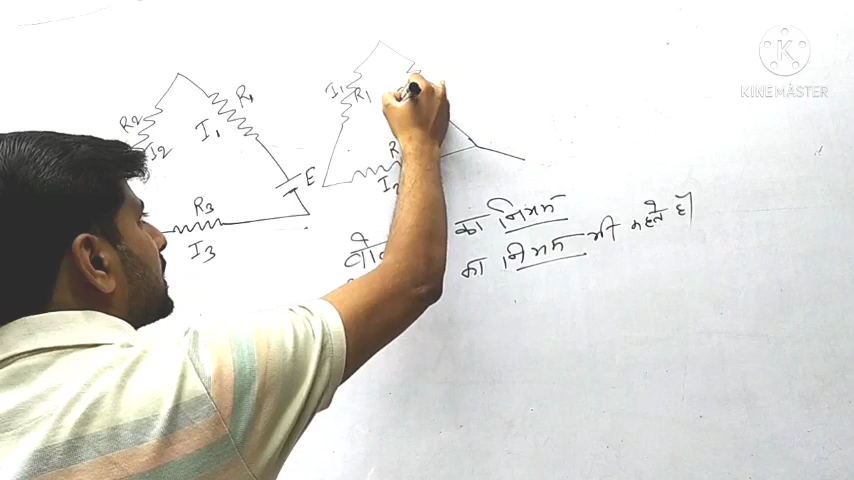 R2
I2
R1
I1
E
R3
I3
I1
R1
R
I2
का नियम
का नियम भी कहते है
KINEMASTER